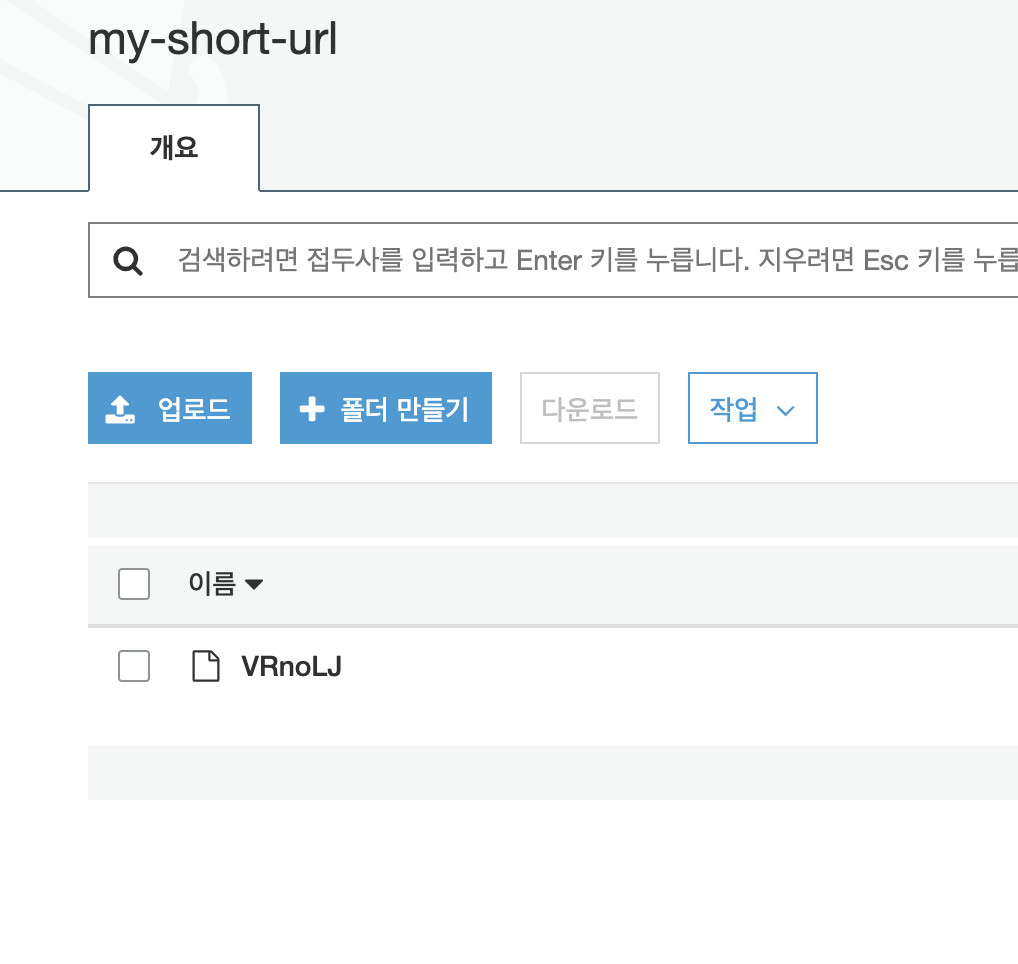 my-short-url
개요
검색하려면 접두사를 입력하고 Enter 키를 누릅니다. 지우려면 Esc 키를 누릅
업로드
폴더 만들기
다운로드
작업
이름
VRnoLJ